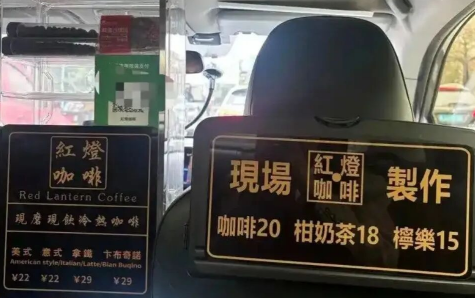 紅燈
咖啡
Red Lantern Coffee
現磨現飲冷熱咖啡
美式 意式 拿鐵 卡布奇諾
American style/Italian/Latte/Bian Buqino
¥22 ¥22 ¥29 ¥29
現場 紅燈咖啡 製作
咖啡20 柑奶茶18 檸樂15